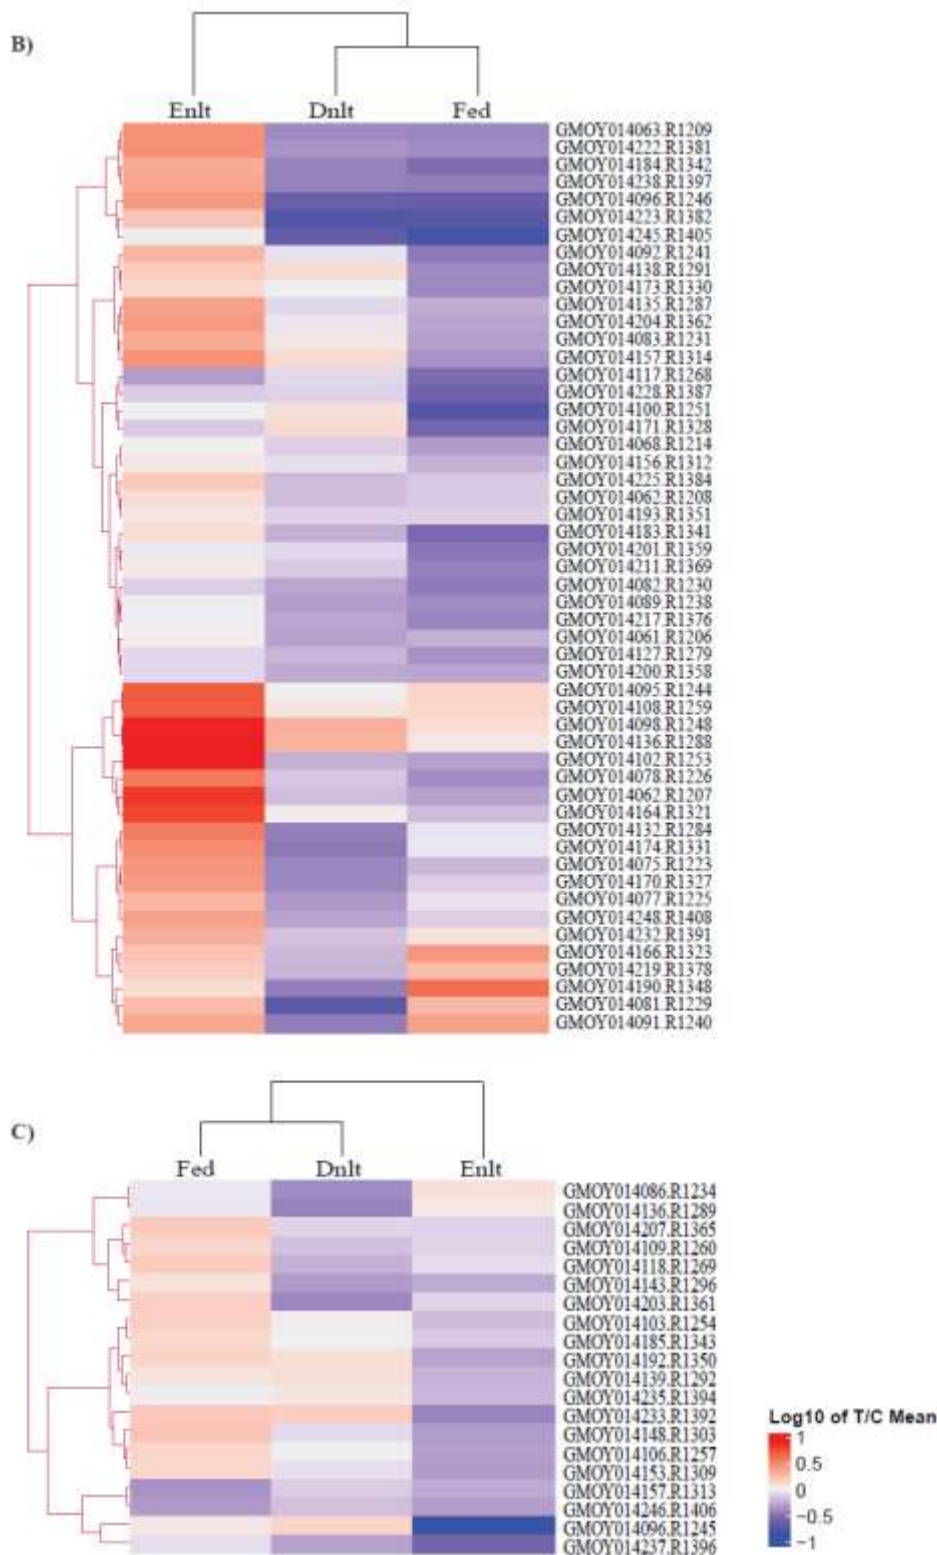 B)
Enlt Dnlt Fed
GMOY014063.R1209
GMOY014222.R1381
GMOY014184.R1342
GMOY014238.R1397
GMOY014096.R1246
GMOY014223.R1382
GMOY014245.R1405
GMOY014092.R1241
GMOY014138.R1291
GMOY014173.R1330
GMOY014135.R1287
GMOY014204.R1362
GMOY014083.R1231
GMOY014157.R1314
GMOY014117.R1268
GMOY014228.R1387
GMOY014100.R1251
GMOY014171.R1328
GMOY014068.R1214
GMOY014156.R1312
GMOY014225.R1384
GMOY014062.R1208
GMOY014193.R1351
GMOY014183.R1341
GMOY014201.R1359
GMOY014211.R1369
GMOY014082.R1230
GMOY014089.R1238
GMOY014217.R1376
GMOY014061.R1206
GMOY014127.R1279
GMOY014200.R1358
GMOY014095.R1244
GMOY014108.R1259
GMOY014098.R1248
GMOY014136.R1288
GMOY014102.R1253
GMOY014078.R1226
GMOY014062.R1207
GMOY014164.R1321
GMOY014132.R1284
GMOY014174.R1331
GMOY014075.R1223
GMOY014170.R1327
GMOY014077.R1225
GMOY014248.R1408
GMOY014232.R1391
GMOY014166.R1323
GMOY014219.R1378
GMOY014190.R1348
GMOY014081.R1229
GMOY014091.R1240
C)
Fed Dnlt Enlt
GMOY014086.R1234
GMOY014136.R1289
GMOY014207.R1365
GMOY014109.R1260
GMOY014118.R1269
GMOY014143.R1296
GMOY014203.R1361
GMOY014103.R1254
GMOY014185.R1343
GMOY014192.R1350
GMOY014139.R1292
GMOY014235.R1394
GMOY014233.R1392
GMOY014148.R1303
GMOY014106.R1257
GMOY014153.R1309
GMOY014157.R1313
GMOY014246.R1406
GMOY014096.R1245
GMOY014237.R1396
Log10 of T/C Mean
1
0.5
0
−0.5
−1